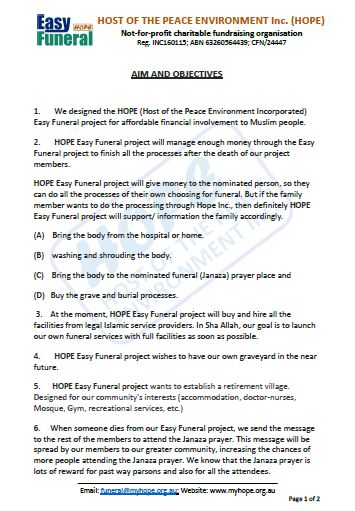 Easy HOPE
Funeral
HOST OF THE PEACE ENVIRONMENT Inc. (HOPE)
Not-for-profit charitable fundraising organisation
Reg. INC160115; ABN 63260564439; CFN/24447
AIM AND OBJECTIVES
1. We designed the HOPE (Host of the Peace Environment Incorporated)
Easy Funeral project for affordable financial involvement to Muslim people.
2. HOPE Easy Funeral project will manage enough money through the Easy
Funeral project to finish all the processes after the death of our project
members.
HOPE Easy Funeral project will give money to the nominated person, so they
can do all the processes of their own choosing for funeral. But if the family
member wants to do the processing through Hope Inc., then definitely HOPE
Easy Funeral project will support/ information the family accordingly.
(A) Bring the body from the hospital or home.
(B) washing and shrouding the body.
(C) Bring the body to the nominated funeral (Janaza) prayer place and
(D) Buy the grave and burial processes.
3. At the moment, HOPE Easy Funeral project will buy and hire all the
facilities from legal Islamic service providers. In Sha Allah, our goal is to launch
our own funeral services with full facilities as soon as possible.
4. HOPE Easy Funeral project wishes to have our own graveyard in the near
future.
5. HOPE Easy Funeral project wants to establish a retirement village.
Designed for our community's interests (accommodation, doctor-nurses,
Mosque, Gym, recreational services, etc.)
6. When someone dies from our Easy Funeral project, we send the message
to the rest of the members to attend the Janaza prayer. This message will be
spread by our members to our greater community, increasing the chances of
more people attending the Janaza prayer. We know that the Janaza prayer is
lots of reward for past way parsons and also for all the attendees.
Email: funeral@myhope.org.au; Website: www.myhope.org.au
Page 1 of 2
hope
HOST OF THE PEACE
ENVIRONMENT INC